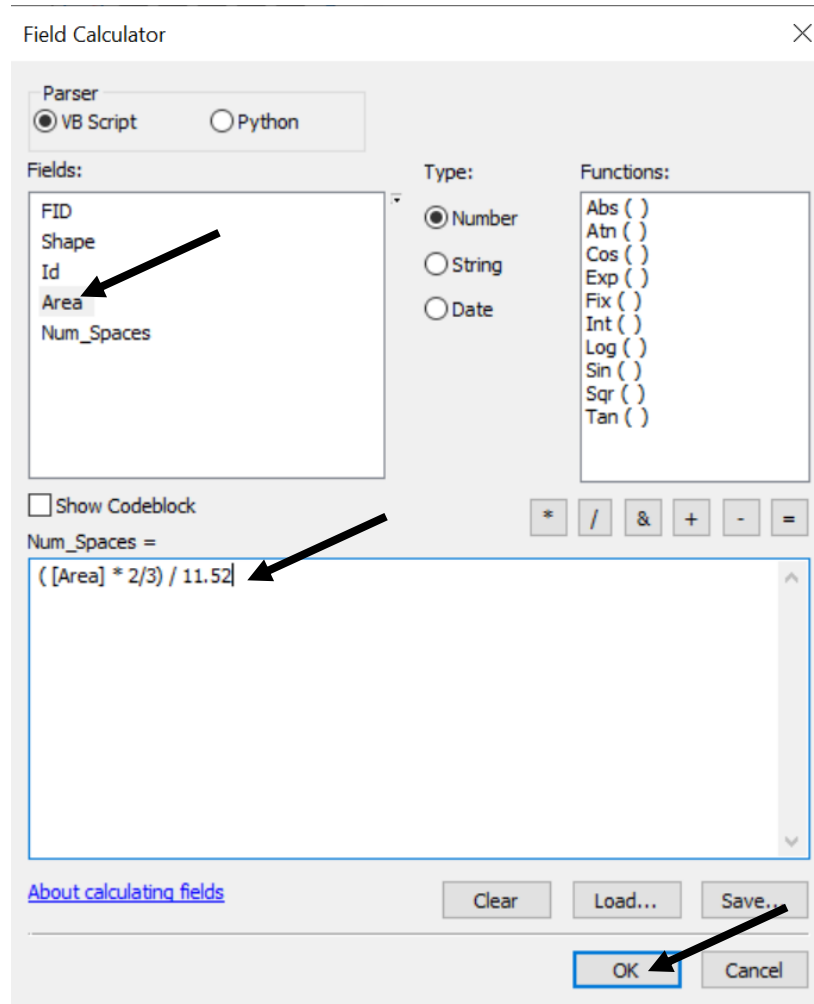 Field Calculator
Parser
VB Script Python
Fields: Type: Functions:
FID
Shape
Id
Area
Num_Spaces
Number
String
Date
Abs ( )
Atn ( )
Cos ( )
Exp ( )
Fix ( )
Int ( )
Log ( )
Sin ( )
Sqr ( )
Tan ( )
Show Codeblock
* / & + - =
Num_Spaces =
( [Area] * 2/3) / 11.52
About calculating fields Clear Load... Save...
OK Cancel